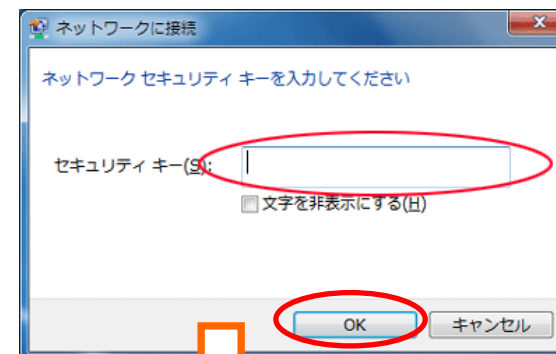 ネットワークに接続
ネットワーク セキュリティ キーを入力してください
セキュリティ キー(S):
文字を非表示にする(H)
OK
キャンセル